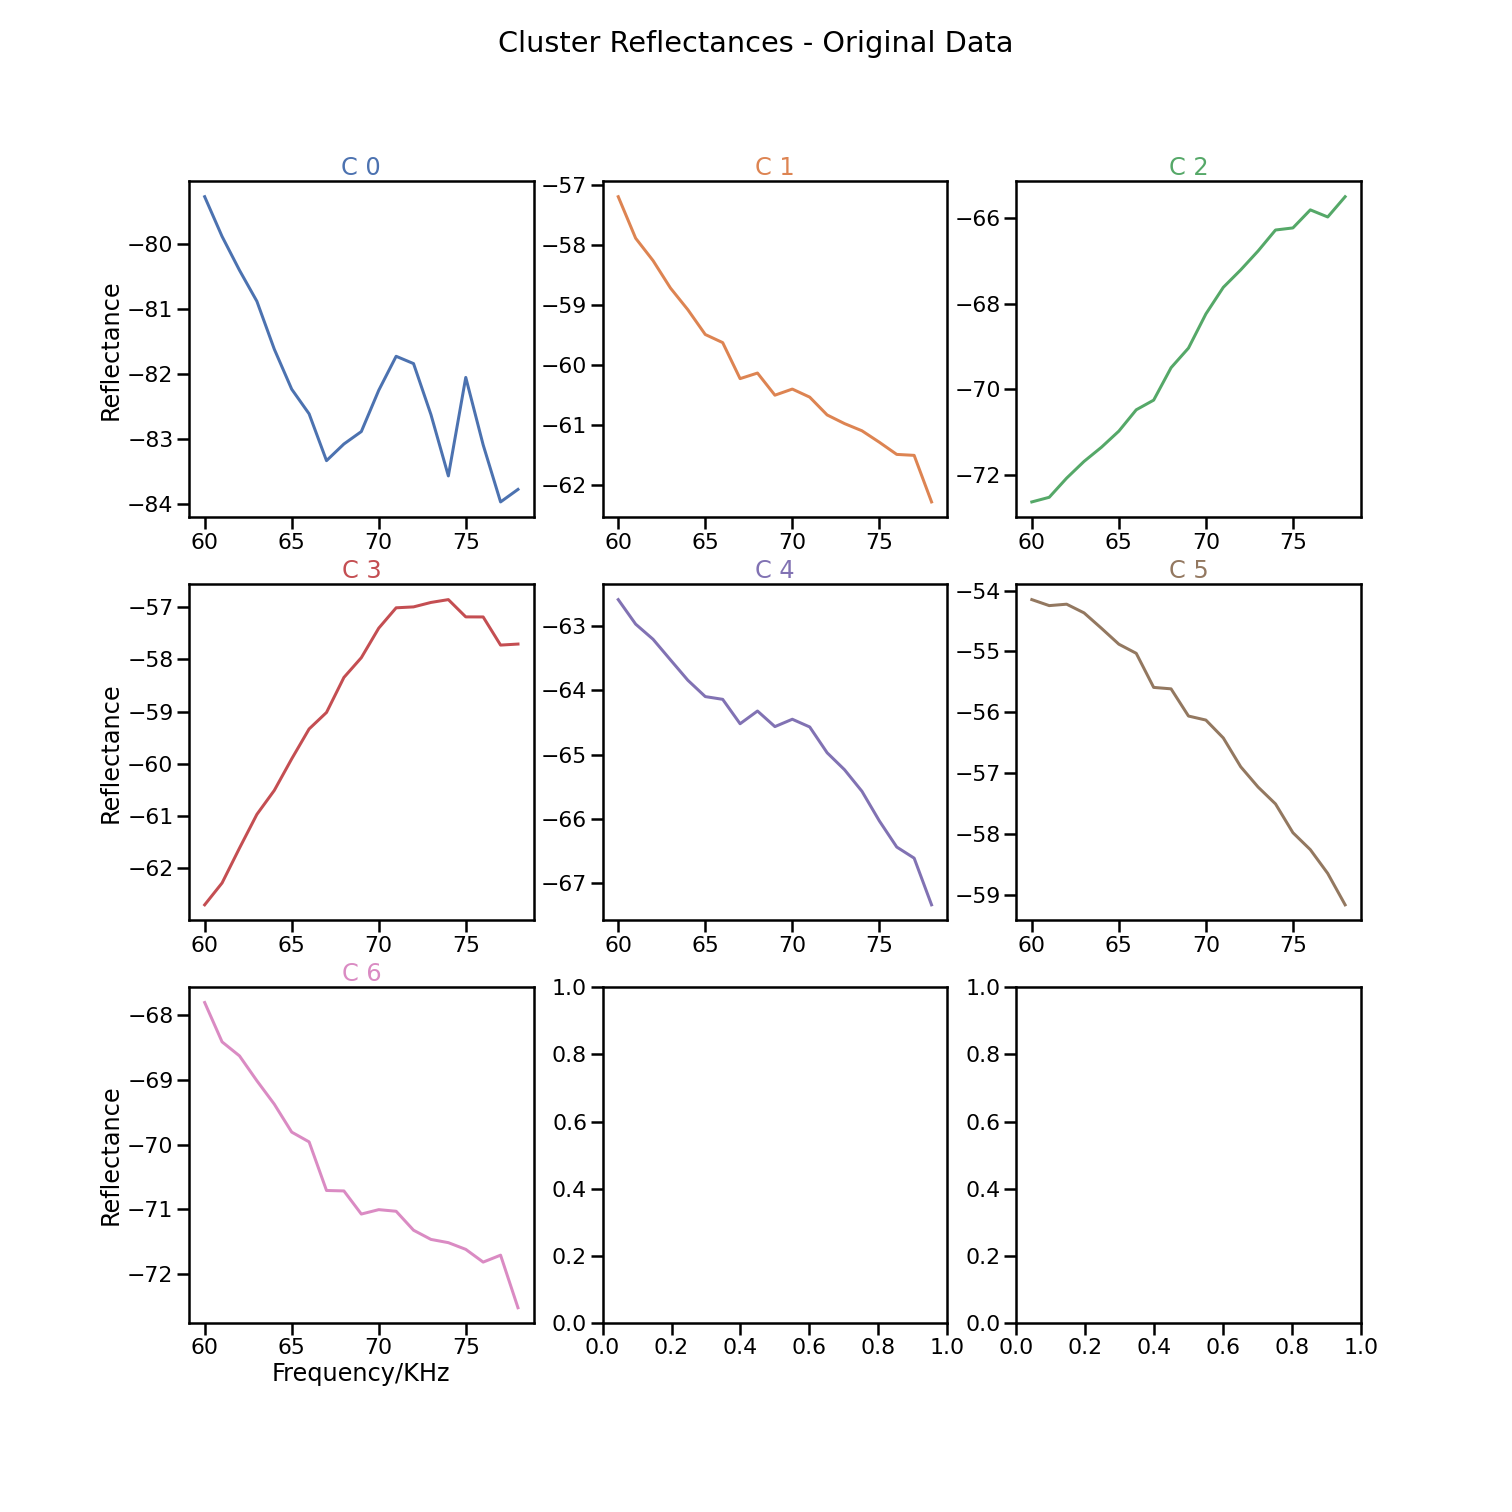 Cluster Reflectances - Original Data
C 0
C 1
C 2
Reflectance
−80
−81
−82
−83
−84
60 65 70 75
−57
−58
−59
−60
−61
−62
60 65 70 75
−66
−68
−70
−72
60 65 70 75
C 3
C 4
C 5
Reflectance
−57
−58
−59
−60
−61
−62
60 65 70 75
−63
−64
−65
−66
−67
60 65 70 75
−54
−55
−56
−57
−58
−59
60 65 70 75
C 6
Reflectance
−68
−69
−70
−71
−72
60 65 70 75
Frequency/KHz
1.0
0.8
0.6
0.4
0.2
0.0
0.0 0.2 0.4 0.6 0.8 1.0
1.0
0.8
0.6
0.4
0.2
0.0
0.0 0.2 0.4 0.6 0.8 1.0